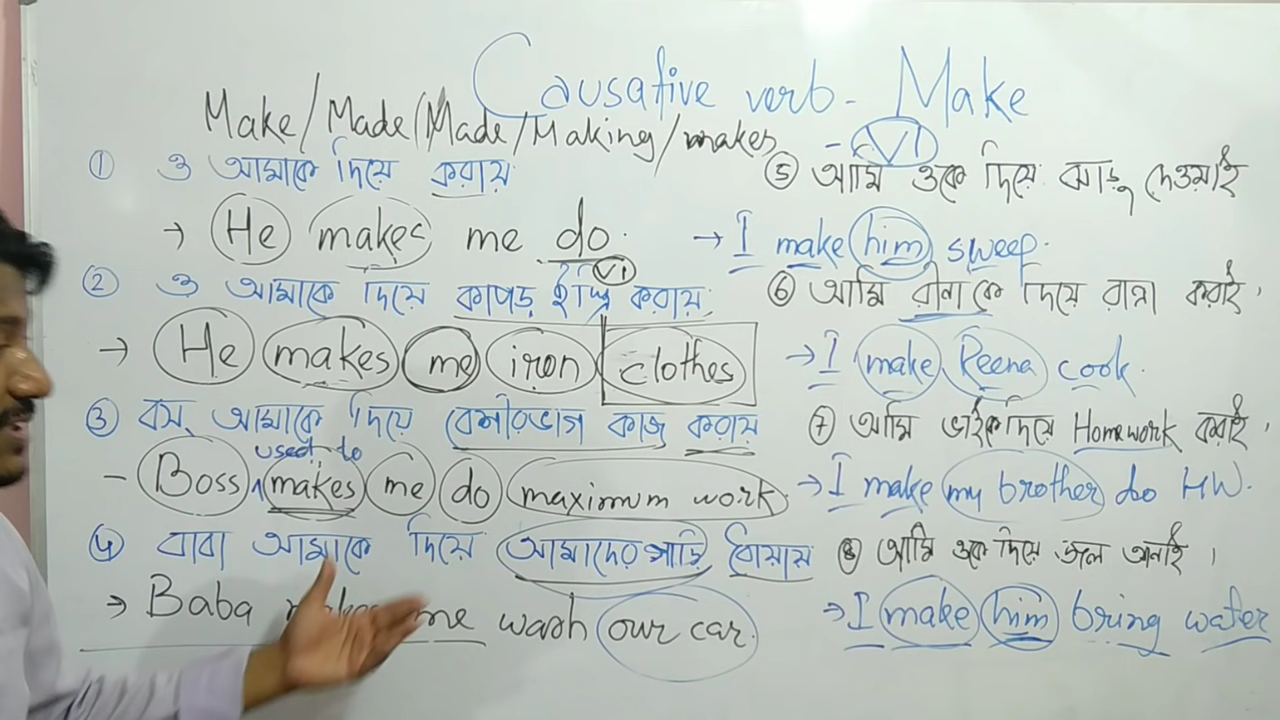 Causative verb - Make
Make/Made/Made/Making/makes - V1
① ও আমাকে দিয়ে করায়
→ He makes me do.
V1
② ও আমাকে দিয়ে কাপড় ইস্ত্রি করায়,
→ He makes me iron clothes
③ বস্ আমাকে দিয়ে বেশীরভাগ কাজ করায়
used to
- Boss makes me do maximum work
৪ বাবা আমাকে দিয়ে আমাদের গাড়ি ধোয়ায়
→ Baba makes me wash our car.
⑤ আমি ওকে দিয়ে ঝাড়ু দেওয়াই
→ I make him sweep.
⑥ আমি রীনাকে দিয়ে রান্না করাই,
→ I make Reena cook.
⑦ আমি ভাইকে দিয়ে Homework করাই,
→ I make my brother do HW.
⑧ আমি ওকে দিয়ে জল আনাই ।
→ I make him bring water